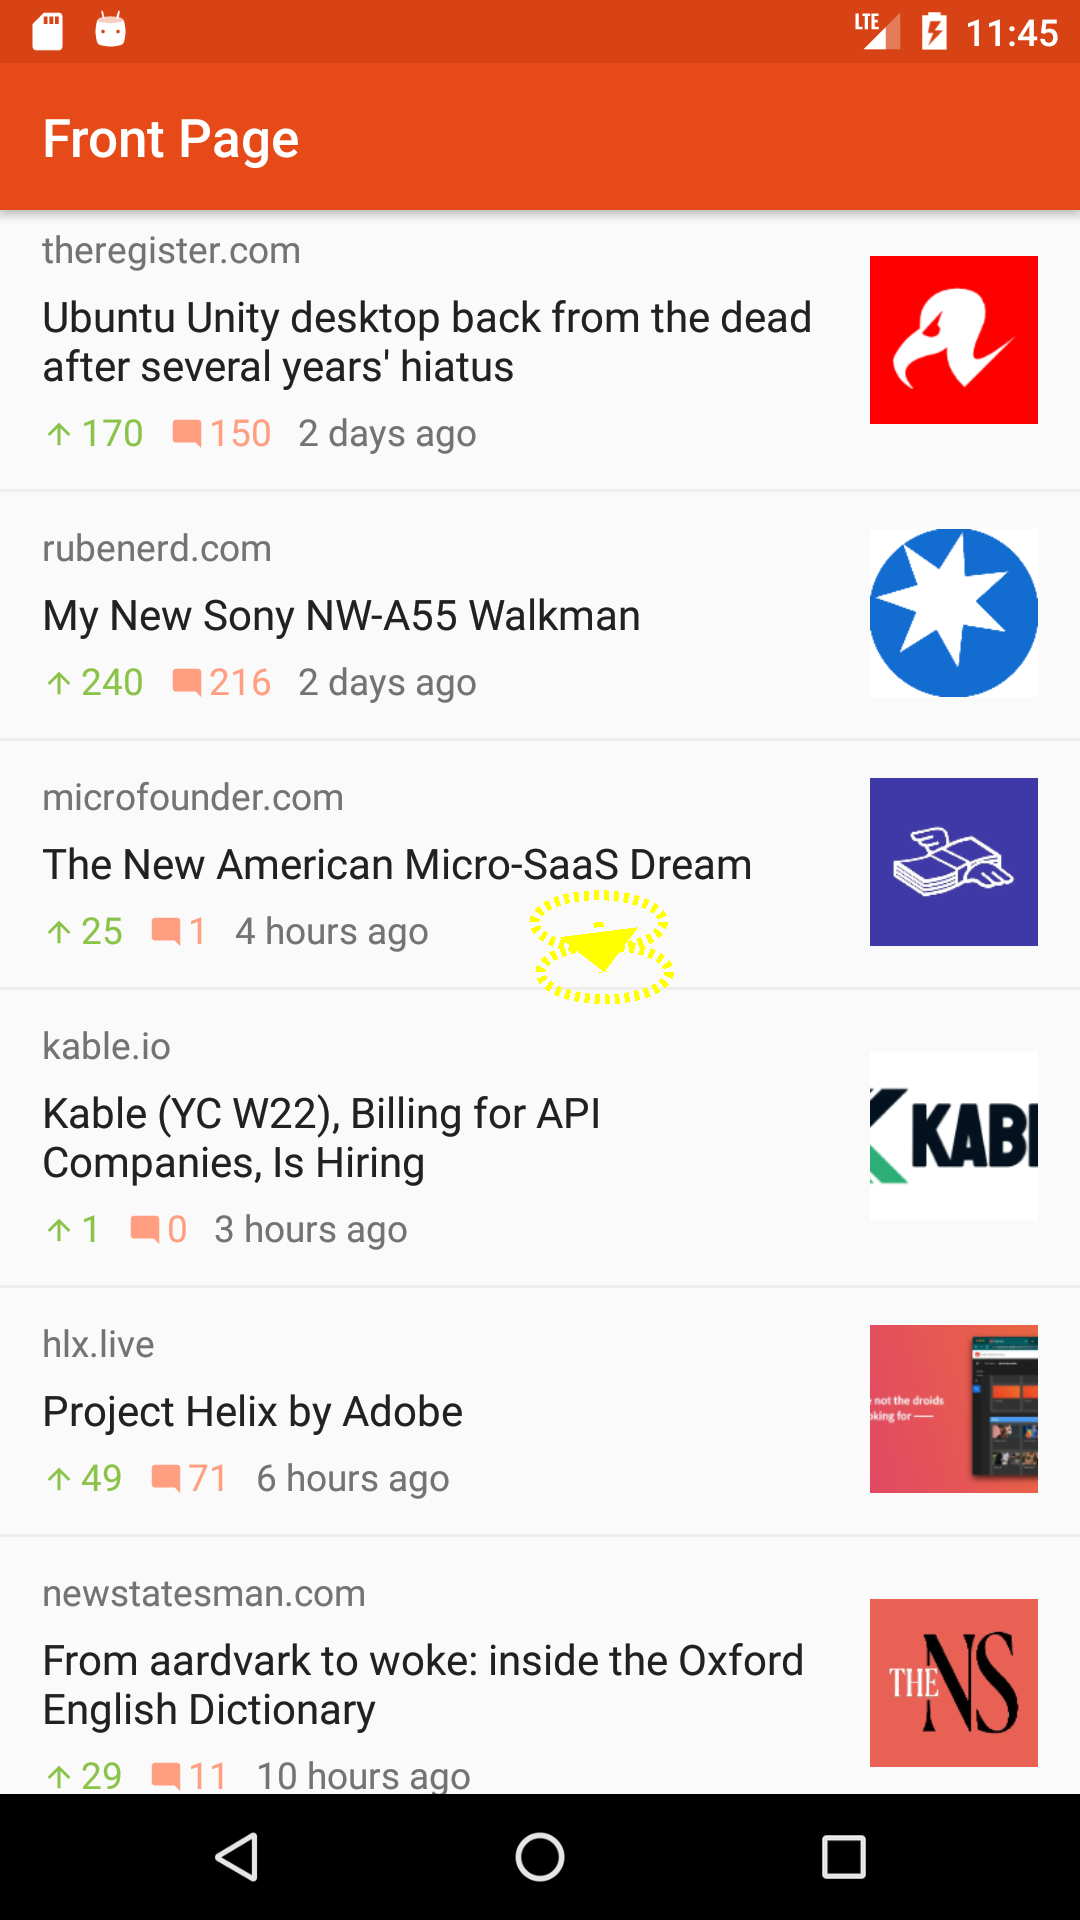 LTE 11:45
Front Page
theregister.com
Ubuntu Unity desktop back from the dead
after several years' hiatus
170 150 2 days ago
rubenerd.com
My New Sony NW-A55 Walkman
240 216 2 days ago
microfounder.com
The New American Micro-SaaS Dream
25 1 4 hours ago
kable.io
Kable (YC W22), Billing for API
Companies, Is Hiring
KAB
1 0 3 hours ago
hlx.live
Project Helix by Adobe
not the droids
king for
49 71 6 hours ago
newstatesman.com
From aardvark to woke: inside the Oxford
English Dictionary
THE NS
29 11 10 hours ago